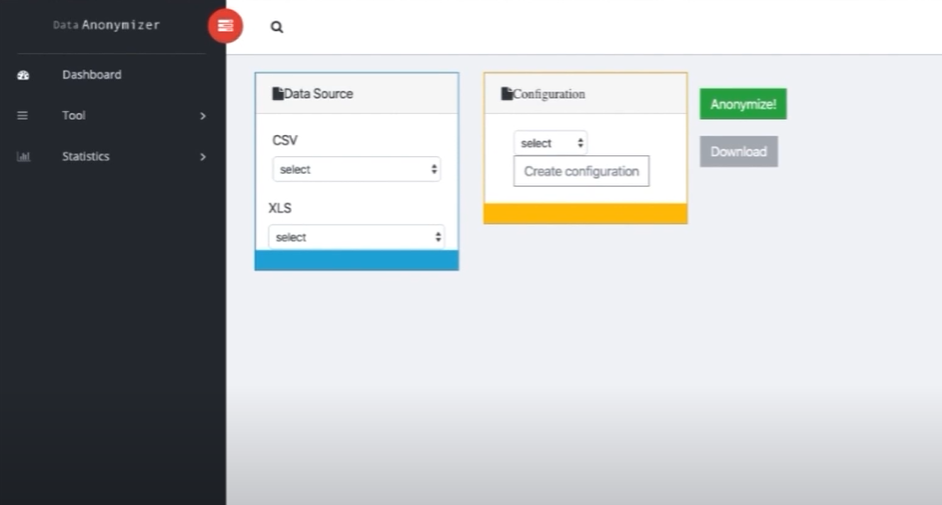 Data Anonymizer
Dashboard
Tool
Statistics
Data Source
CSV
select
XLS
select
Configuration
select
Create configuration
Anonymize!
Download